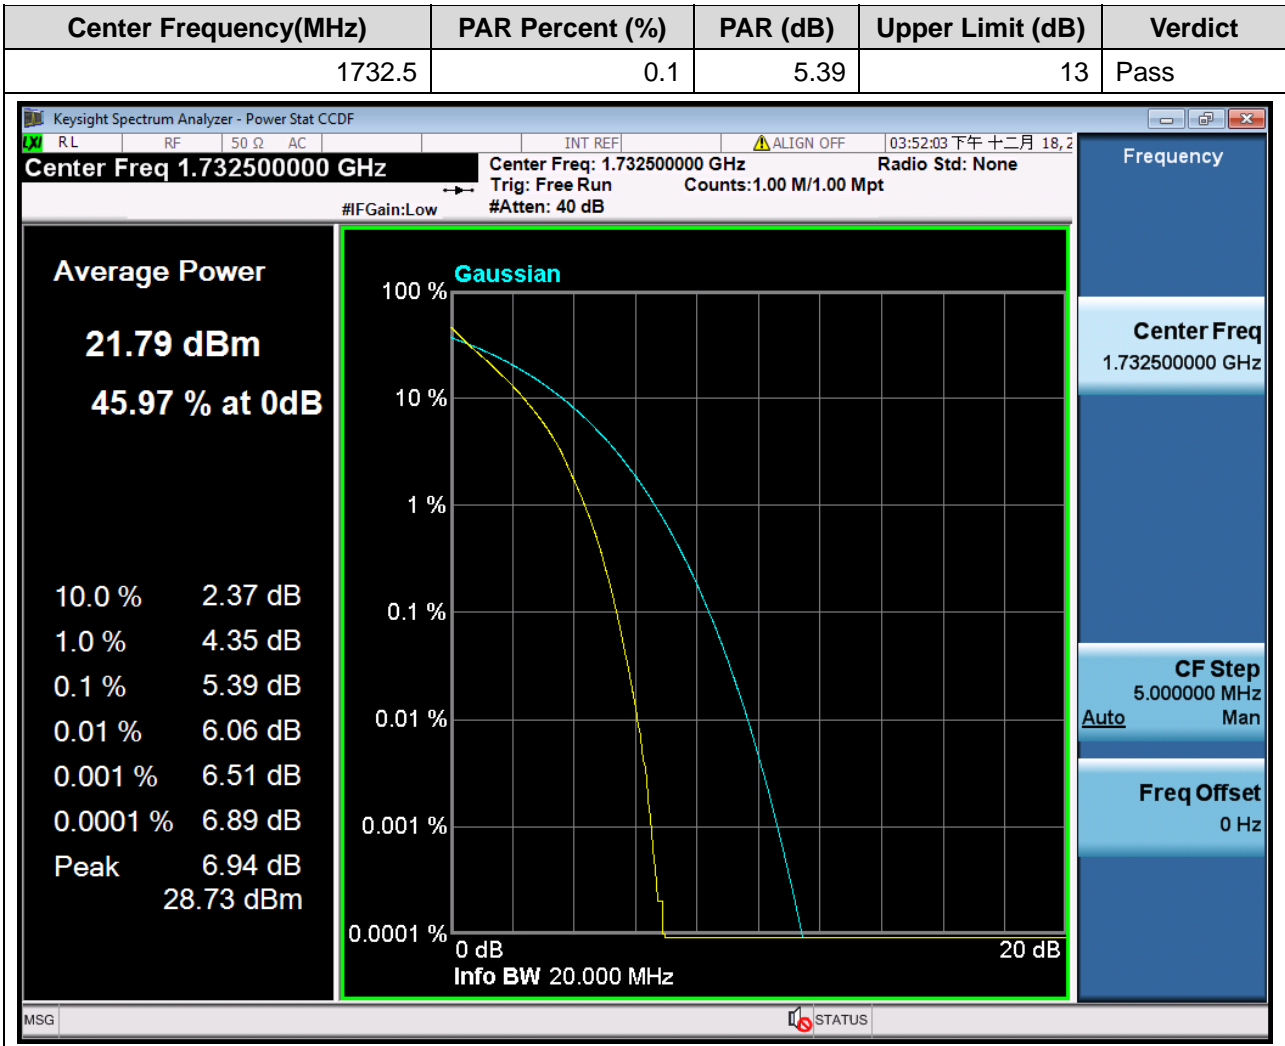 Center Frequency(MHz) PAR Percent (%) PAR (dB) Upper Limit (dB) Verdict
1732.5 0.1 5.39 13 Pass
Keysight Spectrum Analyzer - Power Stat CCDF
LXI RL RF 50 Ω AC INT REF ALIGN OFF 03:52:03 下午 十二月 18, 2
Center Freq 1.732500000 GHz
Center Freq: 1.732500000 GHz Radio Std: None
Trig: Free Run Counts:1.00 M/1.00 Mpt
#IFGain:Low #Atten: 40 dB
Average Power
21.79 dBm
45.97 % at 0dB
10.0 % 2.37 dB
1.0 % 4.35 dB
0.1 % 5.39 dB
0.01 % 6.06 dB
0.001 % 6.51 dB
0.0001 % 6.89 dB
Peak 6.94 dB
28.73 dBm
Gaussian
100 %
10 %
1 %
0.1 %
0.01 %
0.001 %
0.0001 %
0 dB 20 dB
Info BW 20.000 MHz
Frequency
Center Freq
1.732500000 GHz
CF Step
5.000000 MHz
Auto Man
Freq Offset
0 Hz
MSG STATUS